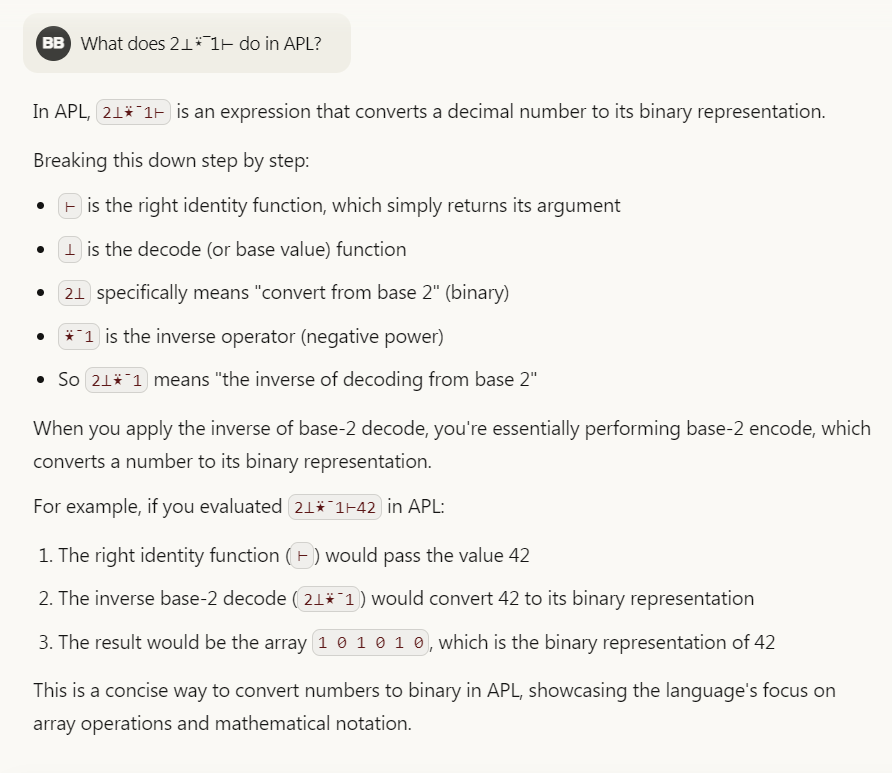 BB What does 2⊥⍣¯1⊢ do in APL?
In APL, 2⊥⍣¯1⊢ is an expression that converts a decimal number to its binary representation.
Breaking this down step by step:
• ⊢ is the right identity function, which simply returns its argument
• ⊥ is the decode (or base value) function
• 2⊥ specifically means "convert from base 2" (binary)
• ⍣¯1 is the inverse operator (negative power)
• So 2⊥⍣¯1 means "the inverse of decoding from base 2"
When you apply the inverse of base-2 decode, you're essentially performing base-2 encode, which
converts a number to its binary representation.
For example, if you evaluated 2⊥⍣¯1⊢42 in APL:
1. The right identity function (⊢) would pass the value 42
2. The inverse base-2 decode (2⊥⍣¯1) would convert 42 to its binary representation
3. The result would be the array 1 0 1 0 1 0, which is the binary representation of 42
This is a concise way to convert numbers to binary in APL, showcasing the language's focus on
array operations and mathematical notation.